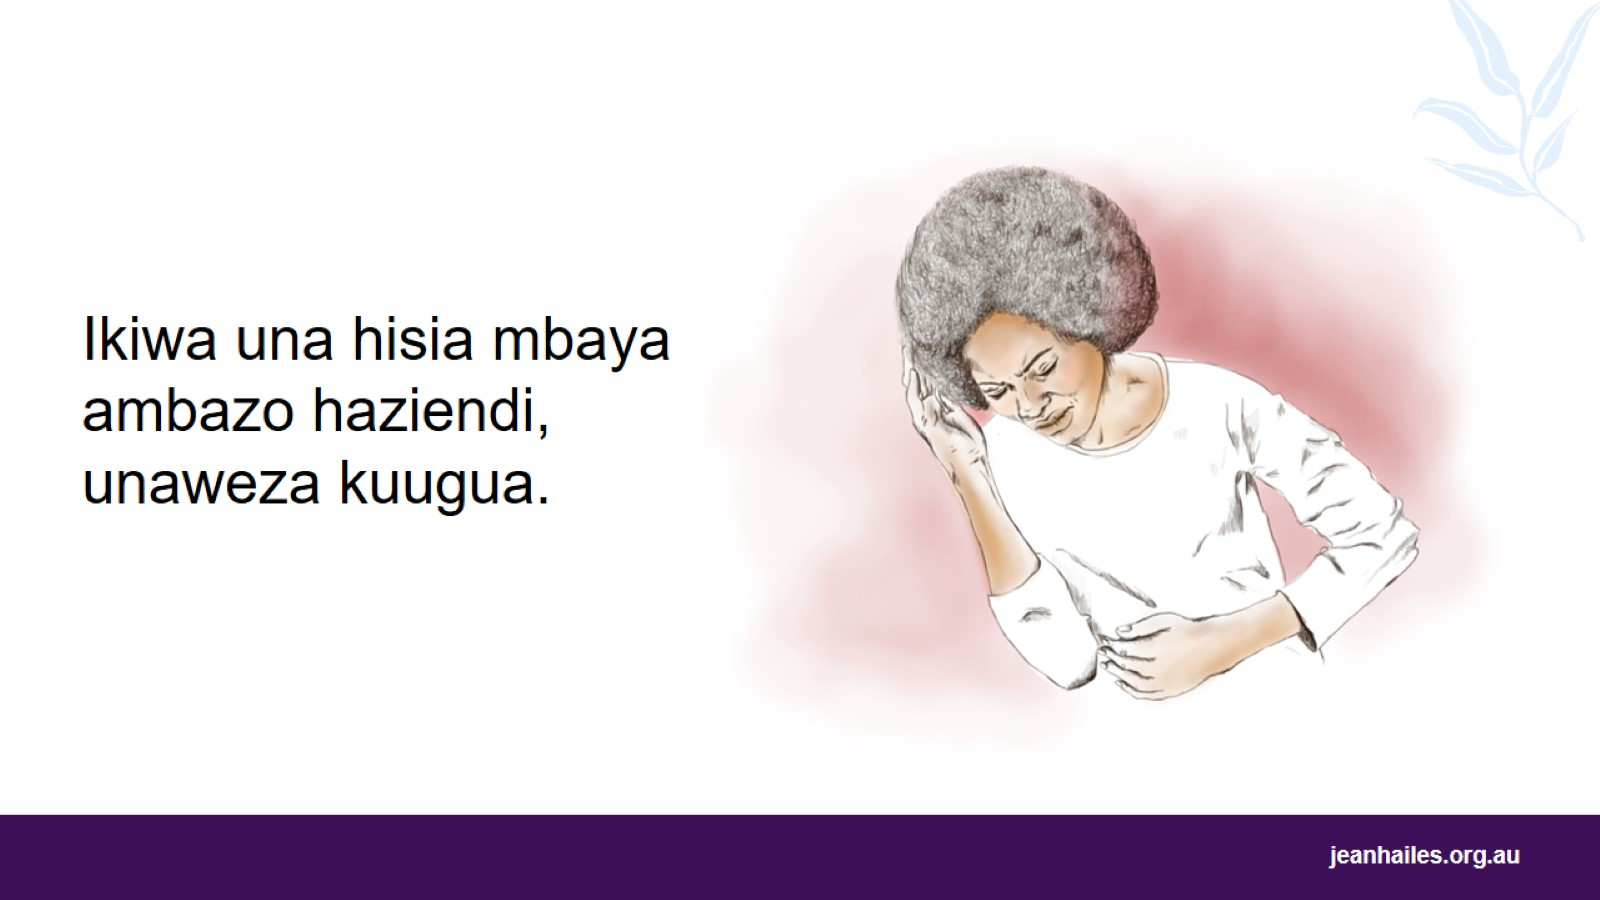 Ikiwa una hisia mbaya
ambazo haziendi,
unaweza kuugua.
jeanhailes.org.au